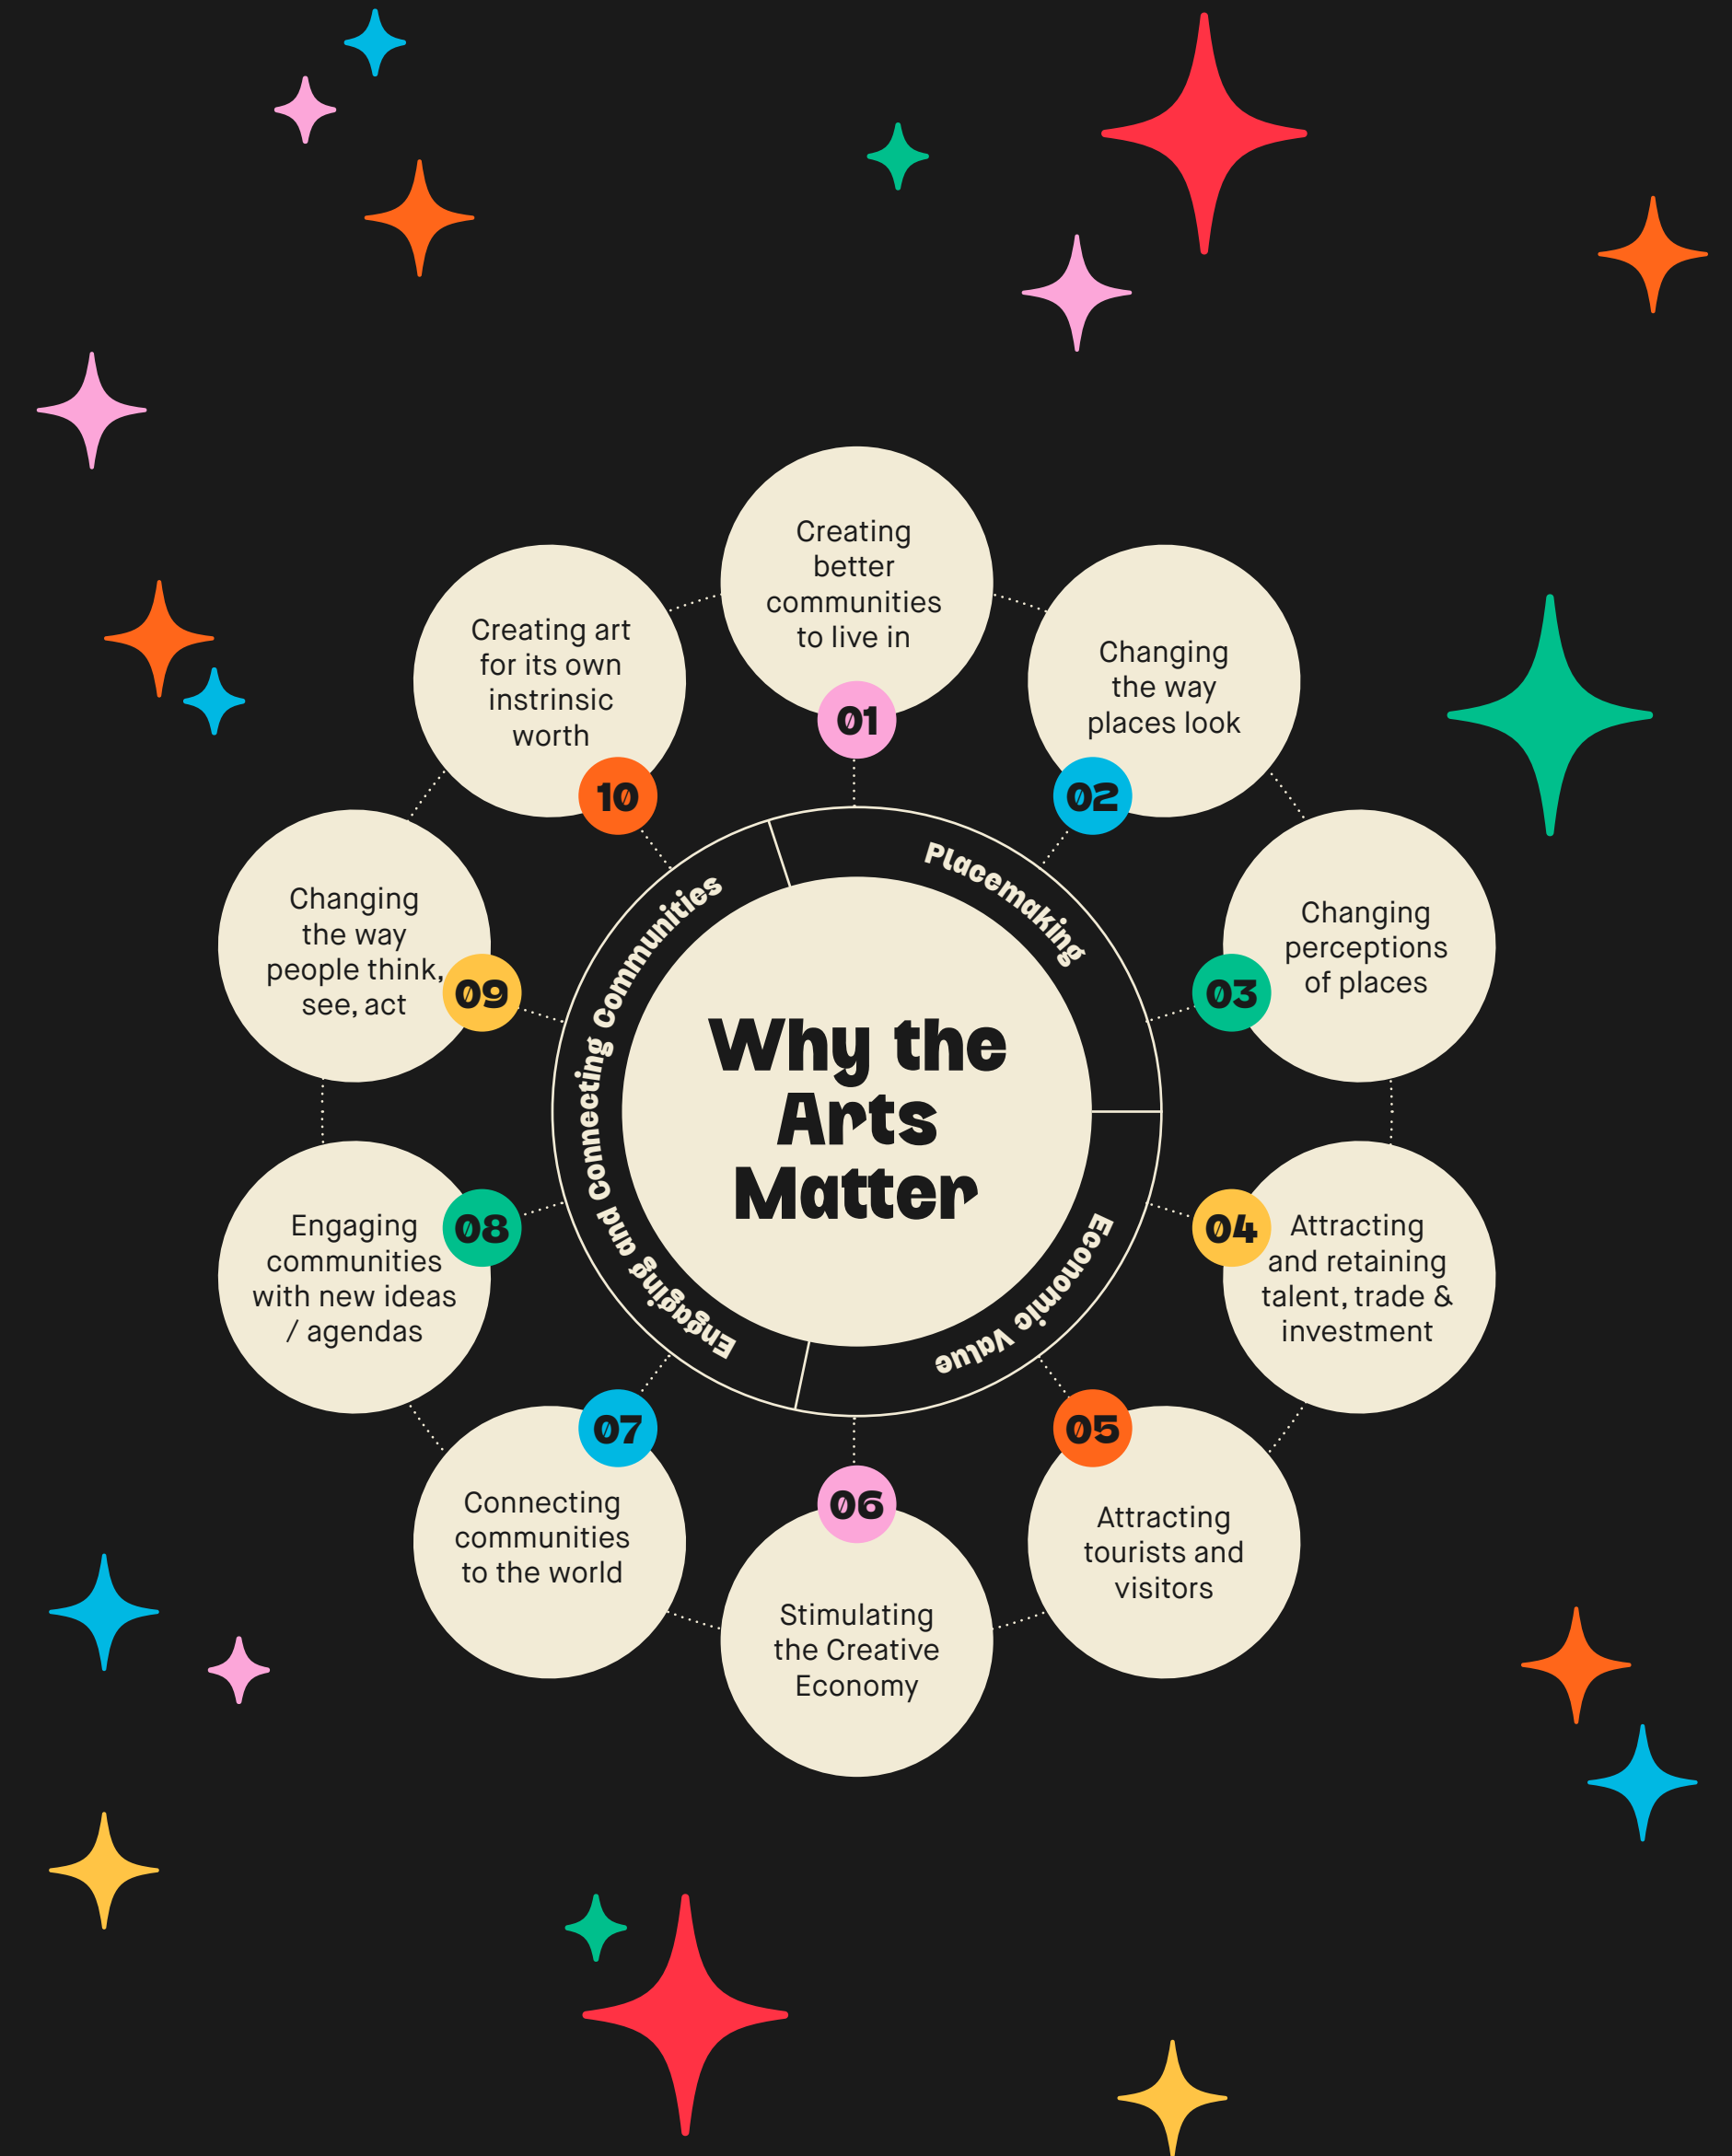 Why the
Arts
Matter
Placemaking
Economic Value
Engaging and Connecting Communities
Creating
better
communities
to live in
01
Changing
the way
places look
02
Changing
perceptions
of places
03
04
Attracting
and retaining
talent, trade &
investment
05
Attracting
tourists and
visitors
06
Stimulating
the Creative
Economy
07
Connecting
communities
to the world
08
Engaging
communities
with new ideas
/ agendas
Changing
the way
people think,
see, act
09
Creating art
for its own
instrinsic
worth
10